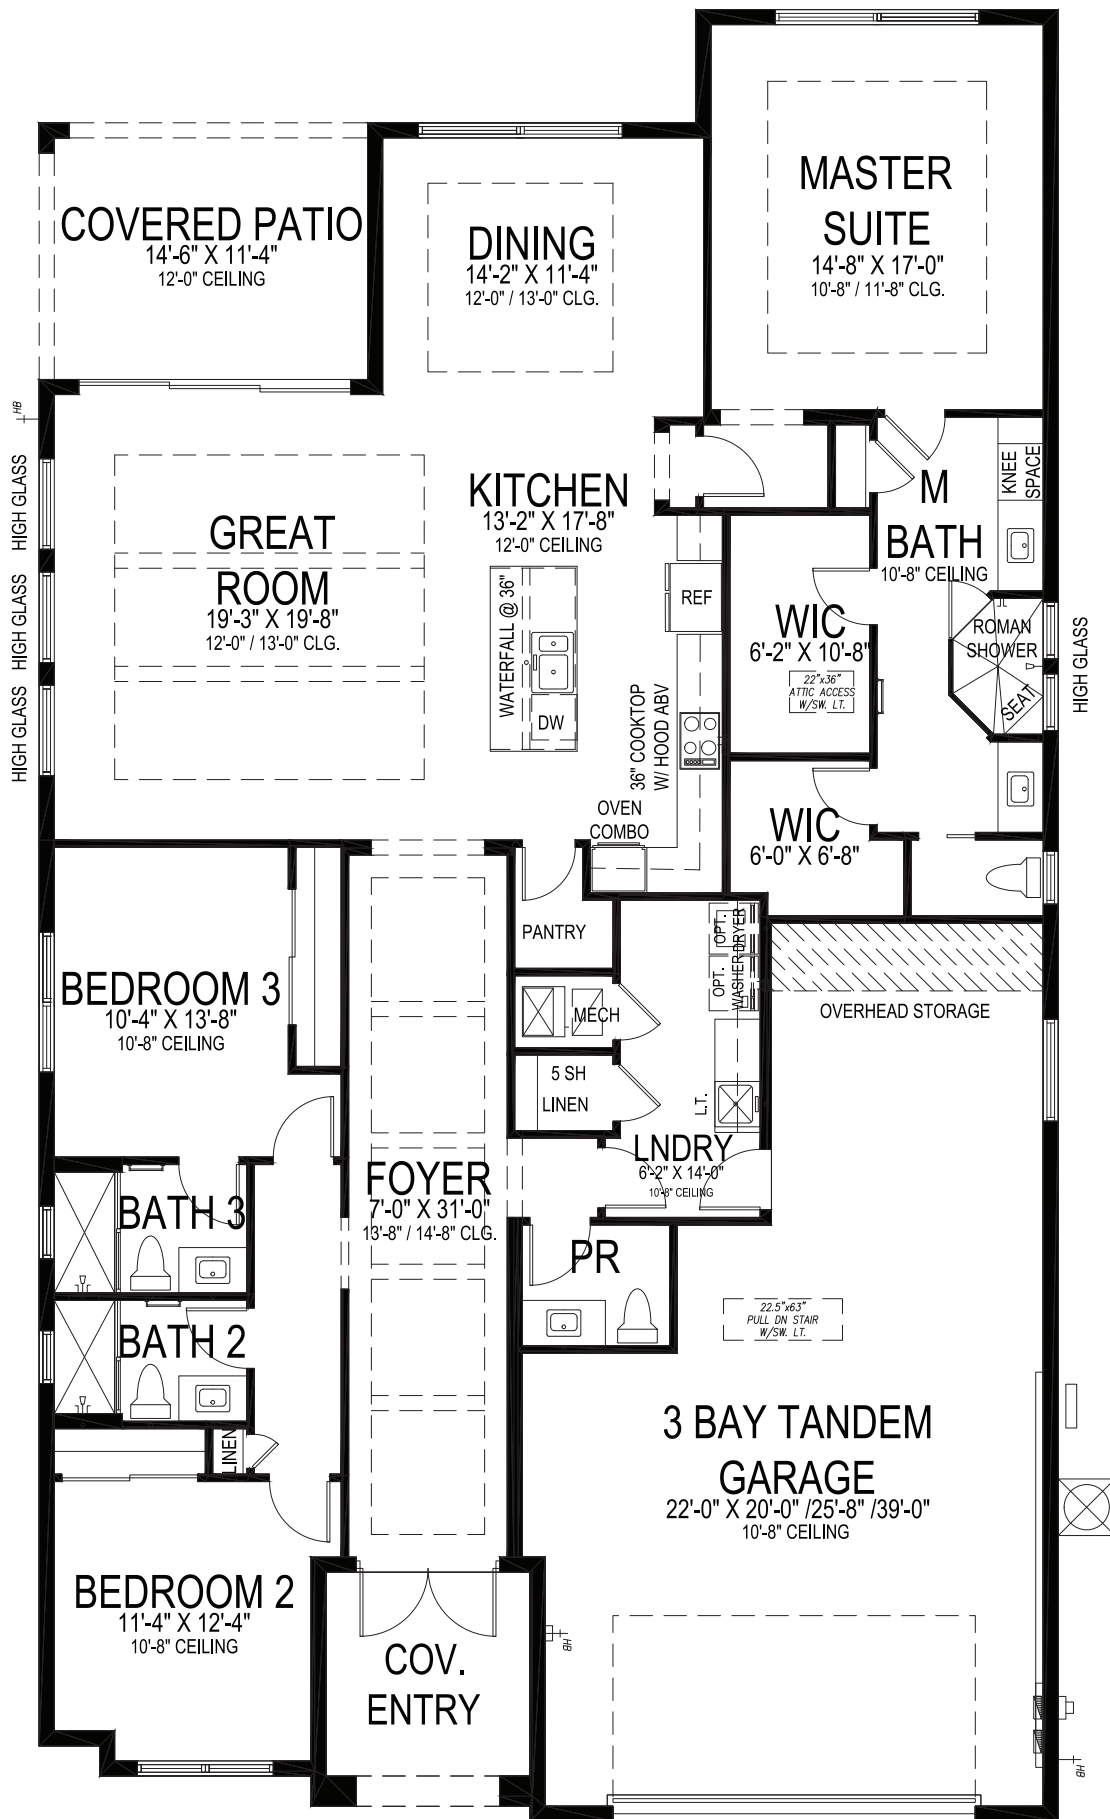 MASTER
SUITE
14'-8" X 17'-0"
10'-8" / 11'-8" CLG.
COVERED PATIO
14'-6" X 11'-4"
12'-0" CEILING
DINING
14'-2" X 11'-4"
12'-0" / 13'-0" CLG.
HB
HIGH GLASS
HIGH GLASS
HIGH GLASS
GREAT
ROOM
19'-3" X 19'-8"
12'-0" / 13'-0" CLG.
KITCHEN
13'-2" X 17'-8"
12'-0" CEILING
WATERFALL @ 36"
DW
REF
36" COOKTOP
W/ HOOD ABV
OVEN
COMBO
M
BATH
10'-8" CEILING
KNEE
SPACE
ROMAN
SHOWER
SEAT
HIGH GLASS
WIC
6'-2" X 10'-8"
22"x36"
ATTIC ACCESS
W/SW. LT.
WIC
6'-0" X 6'-8"
PANTRY
OPT.
WASHER
OPT.
DRYER
MECH
5 SH
LINEN
L.T.
LNDRY
6'-2" X 14'-0"
10'-8" CEILING
OVERHEAD STORAGE
BEDROOM 3
10'-4" X 13'-8"
10'-8" CEILING
FOYER
7'-0" X 31'-0"
13'-8 / 14'-8" CLG.
BATH 3
BATH 2
PR
22.5"x63"
PULL DN STAIR
W/SW. LT.
LINEN
3 BAY TANDEM
GARAGE
22'-0" X 20'-0" /25'-8" /39'-0"
10'-8" CEILING
BEDROOM 2
11'-4" X 12'-4"
10'-8" CEILING
COV.
ENTRY
HB
HB